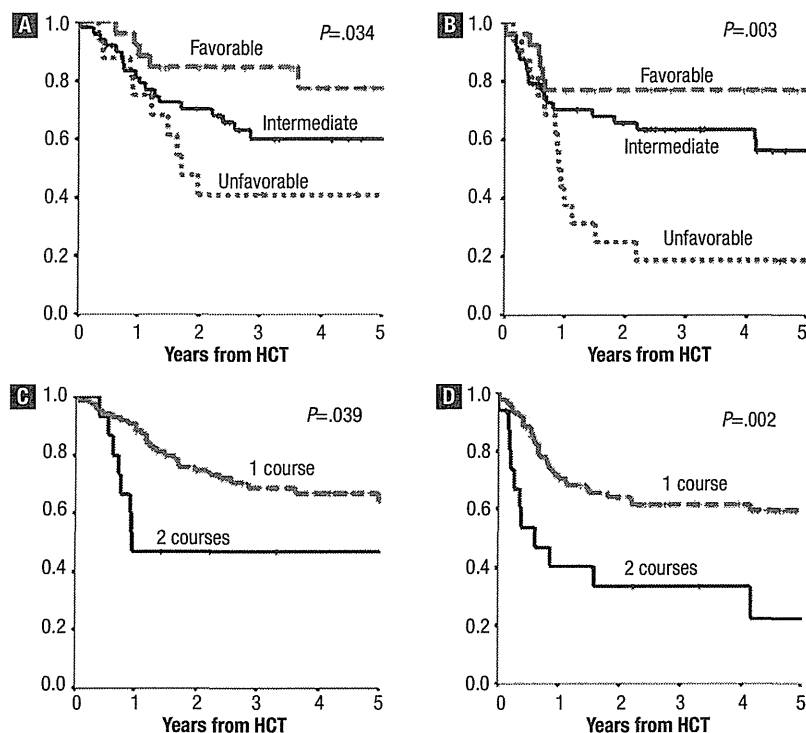 A
P=.034
1.0
0.8
0.6
0.4
0.2
0.0
Favorable
Intermediate
Unfavorable
0 1 2 3 4 5
Years from HCT
B
P=.003
1.0
0.8
0.6
0.4
0.2
0.0
Favorable
Intermediate
Unfavorable
0 1 2 3 4 5
Years from HCT
C
P=.039
1.0
0.8
0.6
0.4
0.2
0.0
1 course
2 courses
0 1 2 3 4 5
Years from HCT
D
P=.002
1.0
0.8
0.6
0.4
0.2
0.0
1 course
2 courses
0 1 2 3 4 5
Years from HCT